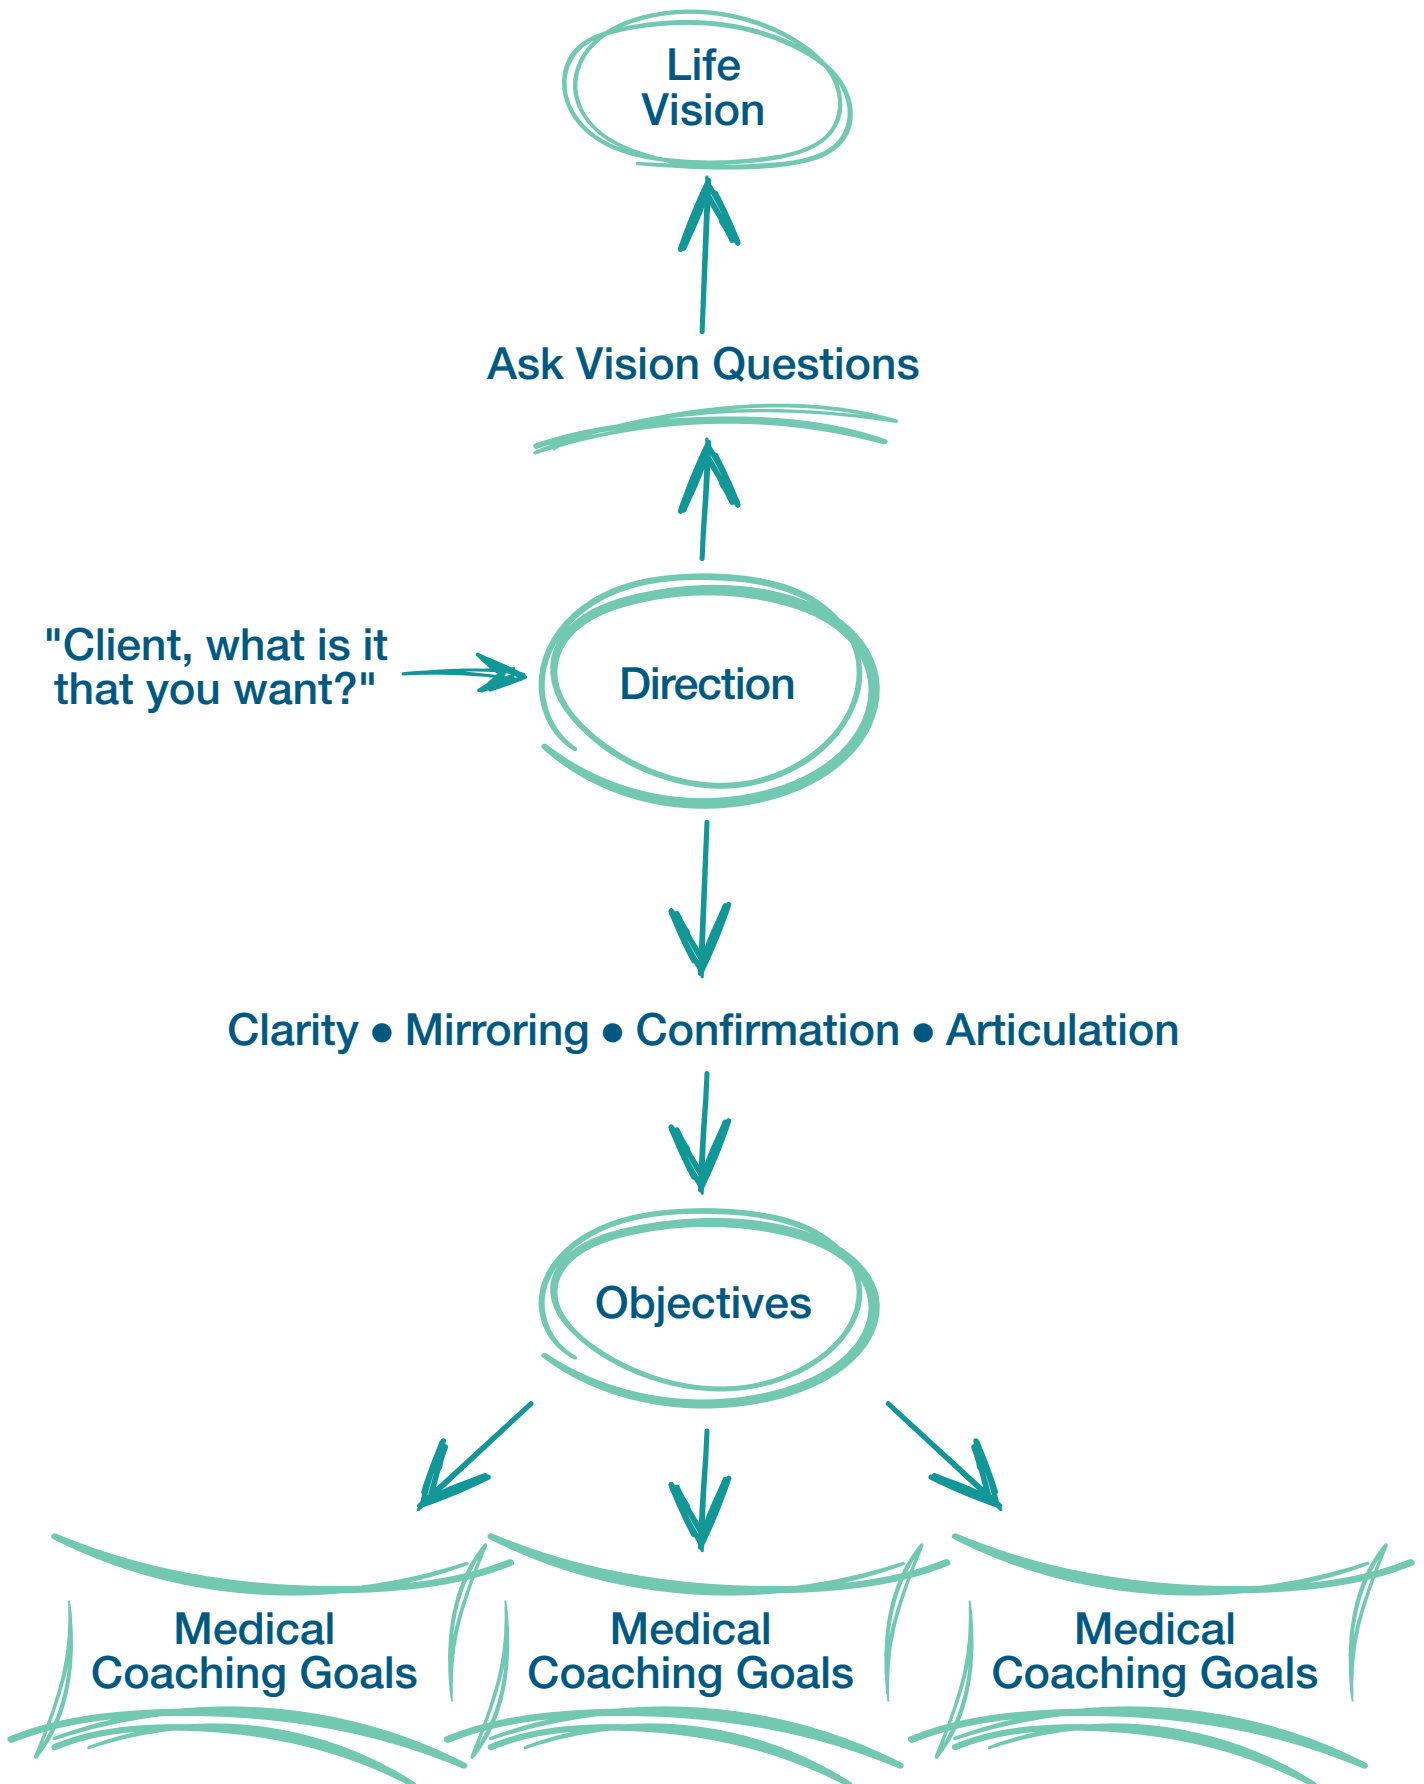 Life
Vision
Ask Vision Questions
"Client, what is it
that you want?"
Direction
Clarity ● Mirroring ● Confirmation ● Articulation
Objectives
Medical
Coaching Goals
Medical
Coaching Goals
Medical
Coaching Goals